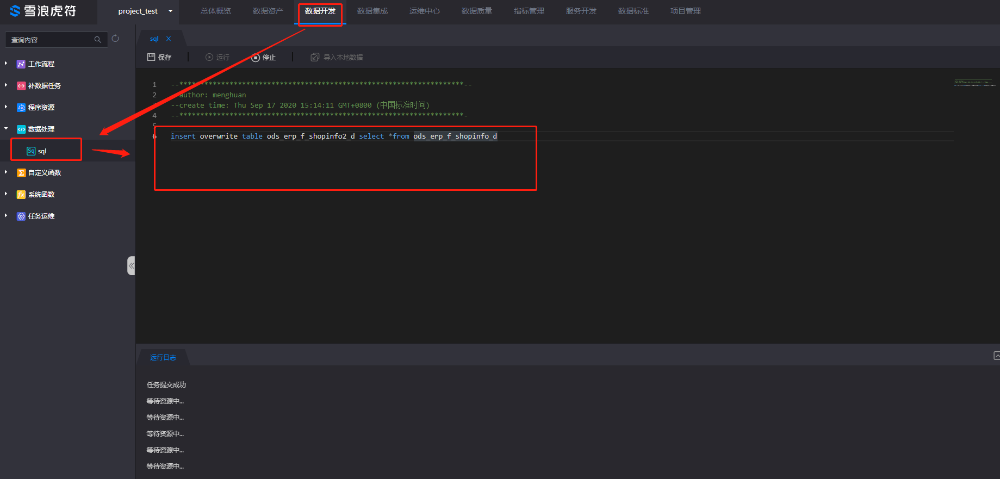 雪浪虎符
project_test
总体概览 数据资产 数据开发 数据集成 运维中心 数据质量 指标管理 服务开发 数据标准 项目管理
查询内容
工作流程
补数据任务
程序资源
数据处理
Sq sql
自定义函数
系统函数
任务运维
sql X
保存 运行 停止 导入本地数据
1 --********************************************************************--
2 --author: menghuan
3 --create time: Thu Sep 17 2020 15:14:11 GMT+0800 (中国标准时间)
4 --********************************************************************-
5
6 insert overwrite table ods_erp_f_shopinfo2_d select *from ods_erp_f_shopinfo_d
运行日志
任务提交成功
等待资源中...
等待资源中...
等待资源中...
等待资源中...
等待资源中...